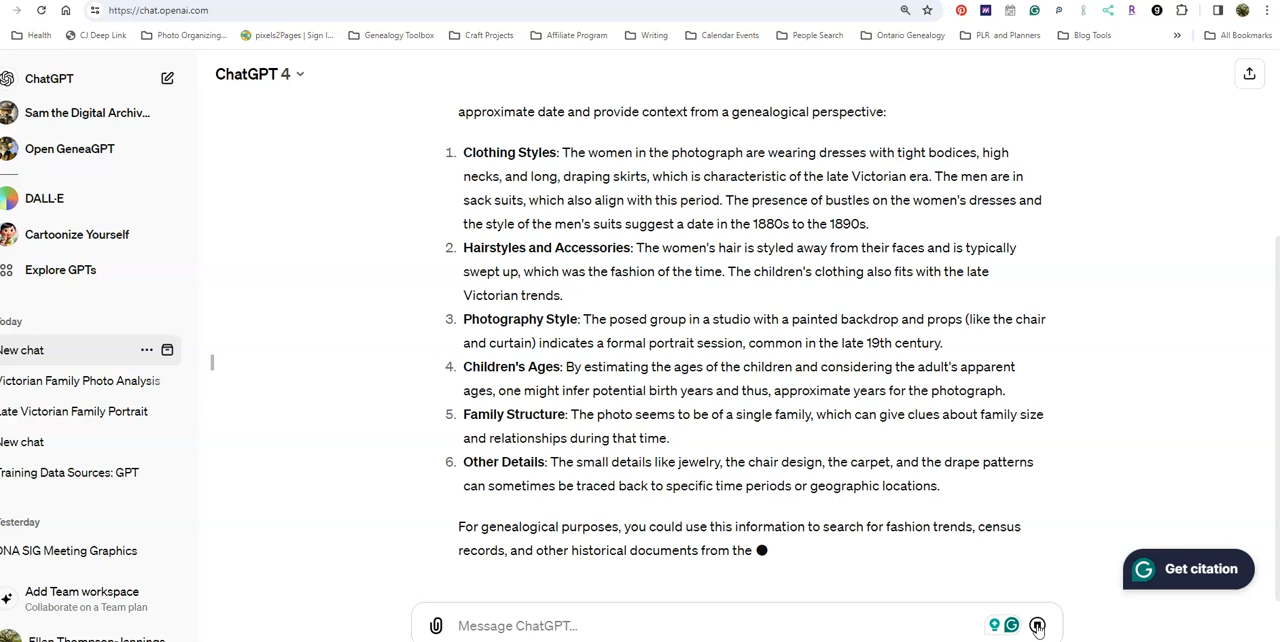 https://chat.openai.com
Health
CJ Deep Link
Photo Organizing...
pixels2Pages | Sign I...
Genealogy Toolbox
Craft Projects
Affiliate Program
Writing
Calendar Events
People Search
Ontario Genealogy
PLR and Planners
Blog Tools
»
All Bookmarks
ChatGPT
Sam the Digital Archiv...
Open GeneaGPT
DALL·E
Cartoonize Yourself
Explore GPTs
Today
New chat
Victorian Family Photo Analysis
Late Victorian Family Portrait
New chat
Training Data Sources: GPT
Yesterday
DNA SIG Meeting Graphics
Add Team workspace
Collaborate on a Team plan
Ellen Thompson-Jennings
ChatGPT 4
approximate date and provide context from a genealogical perspective:
1. Clothing Styles: The women in the photograph are wearing dresses with tight bodices, high
necks, and long, draping skirts, which is characteristic of the late Victorian era. The men are in
sack suits, which also align with this period. The presence of bustles on the women's dresses and
the style of the men's suits suggest a date in the 1880s to the 1890s.
2. Hairstyles and Accessories: The women's hair is styled away from their faces and is typically
swept up, which was the fashion of the time. The children's clothing also fits with the late
Victorian trends.
3. Photography Style: The posed group in a studio with a painted backdrop and props (like the chair
and curtain) indicates a formal portrait session, common in the late 19th century.
4. Children's Ages: By estimating the ages of the children and considering the adult's apparent
ages, one might infer potential birth years and thus, approximate years for the photograph.
5. Family Structure: The photo seems to be of a single family, which can give clues about family size
and relationships during that time.
6. Other Details: The small details like jewelry, the chair design, the carpet, and the drape patterns
can sometimes be traced back to specific time periods or geographic locations.
For genealogical purposes, you could use this information to search for fashion trends, census
records, and other historical documents from the
Get citation
Message ChatGPT...